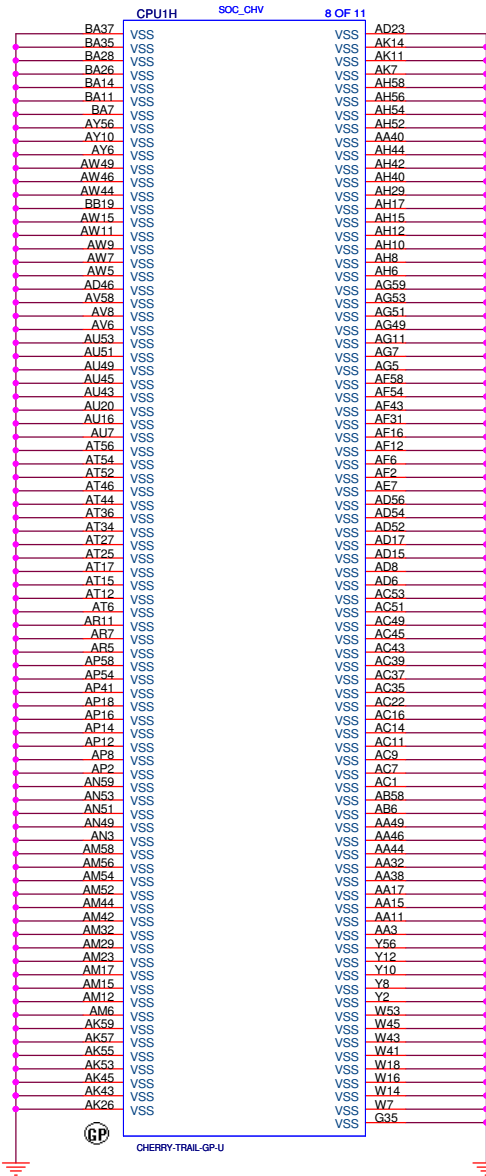 CPU1H SOC_CHV 8 OF 11
BA37 VSS VSS AD23
BA35 VSS VSS AK14
BA28 VSS VSS AK11
BA26 VSS VSS AK7
BA14 VSS VSS AH58
BA11 VSS VSS AH56
BA7 VSS VSS AH54
AY56 VSS VSS AH52
AY10 VSS VSS AA40
AY6 VSS VSS AH44
AW49 VSS VSS AH42
AW46 VSS VSS AH40
AW44 VSS VSS AH29
BB19 VSS VSS AH17
AW15 VSS VSS AH15
AW11 VSS VSS AH12
AW9 VSS VSS AH10
AW7 VSS VSS AH8
AW5 VSS VSS AH6
AD46 VSS VSS AG59
AV58 VSS VSS AG53
AV8 VSS VSS AG51
AV6 VSS VSS AG49
AU53 VSS VSS AG11
AU51 VSS VSS AG7
AU49 VSS VSS AG5
AU45 VSS VSS AF58
AU43 VSS VSS AF54
AU20 VSS VSS AF43
AU16 VSS VSS AF31
AU7 VSS VSS AF16
AT56 VSS VSS AF12
AT54 VSS VSS AF6
AT52 VSS VSS AF2
AT46 VSS VSS AE7
AT44 VSS VSS AD56
AT36 VSS VSS AD54
AT34 VSS VSS AD52
AT27 VSS VSS AD17
AT25 VSS VSS AD15
AT17 VSS VSS AD8
AT15 VSS VSS AD6
AT12 VSS VSS AC53
AT6 VSS VSS AC51
AR11 VSS VSS AC49
AR7 VSS VSS AC45
AR5 VSS VSS AC43
AP58 VSS VSS AC39
AP54 VSS VSS AC37
AP41 VSS VSS AC35
AP18 VSS VSS AC22
AP16 VSS VSS AC16
AP14 VSS VSS AC14
AP12 VSS VSS AC11
AP8 VSS VSS AC9
AP2 VSS VSS AC7
AN59 VSS VSS AC1
AN53 VSS VSS AB58
AN51 VSS VSS AB6
AN49 VSS VSS AA49
AN3 VSS VSS AA46
AM58 VSS VSS AA44
AM56 VSS VSS AA32
AM54 VSS VSS AA38
AM52 VSS VSS AA17
AM44 VSS VSS AA15
AM42 VSS VSS AA11
AM32 VSS VSS AA3
AM29 VSS VSS Y56
AM23 VSS VSS Y12
AM17 VSS VSS Y10
AM15 VSS VSS Y8
AM12 VSS VSS Y2
AM6 VSS VSS W53
AK59 VSS VSS W45
AK57 VSS VSS W43
AK55 VSS VSS W41
AK53 VSS VSS W18
AK45 VSS VSS W16
AK43 VSS VSS W14
AK26 VSS VSS W7
VSS G35
GP
CHERRY-TRAIL-GP-U